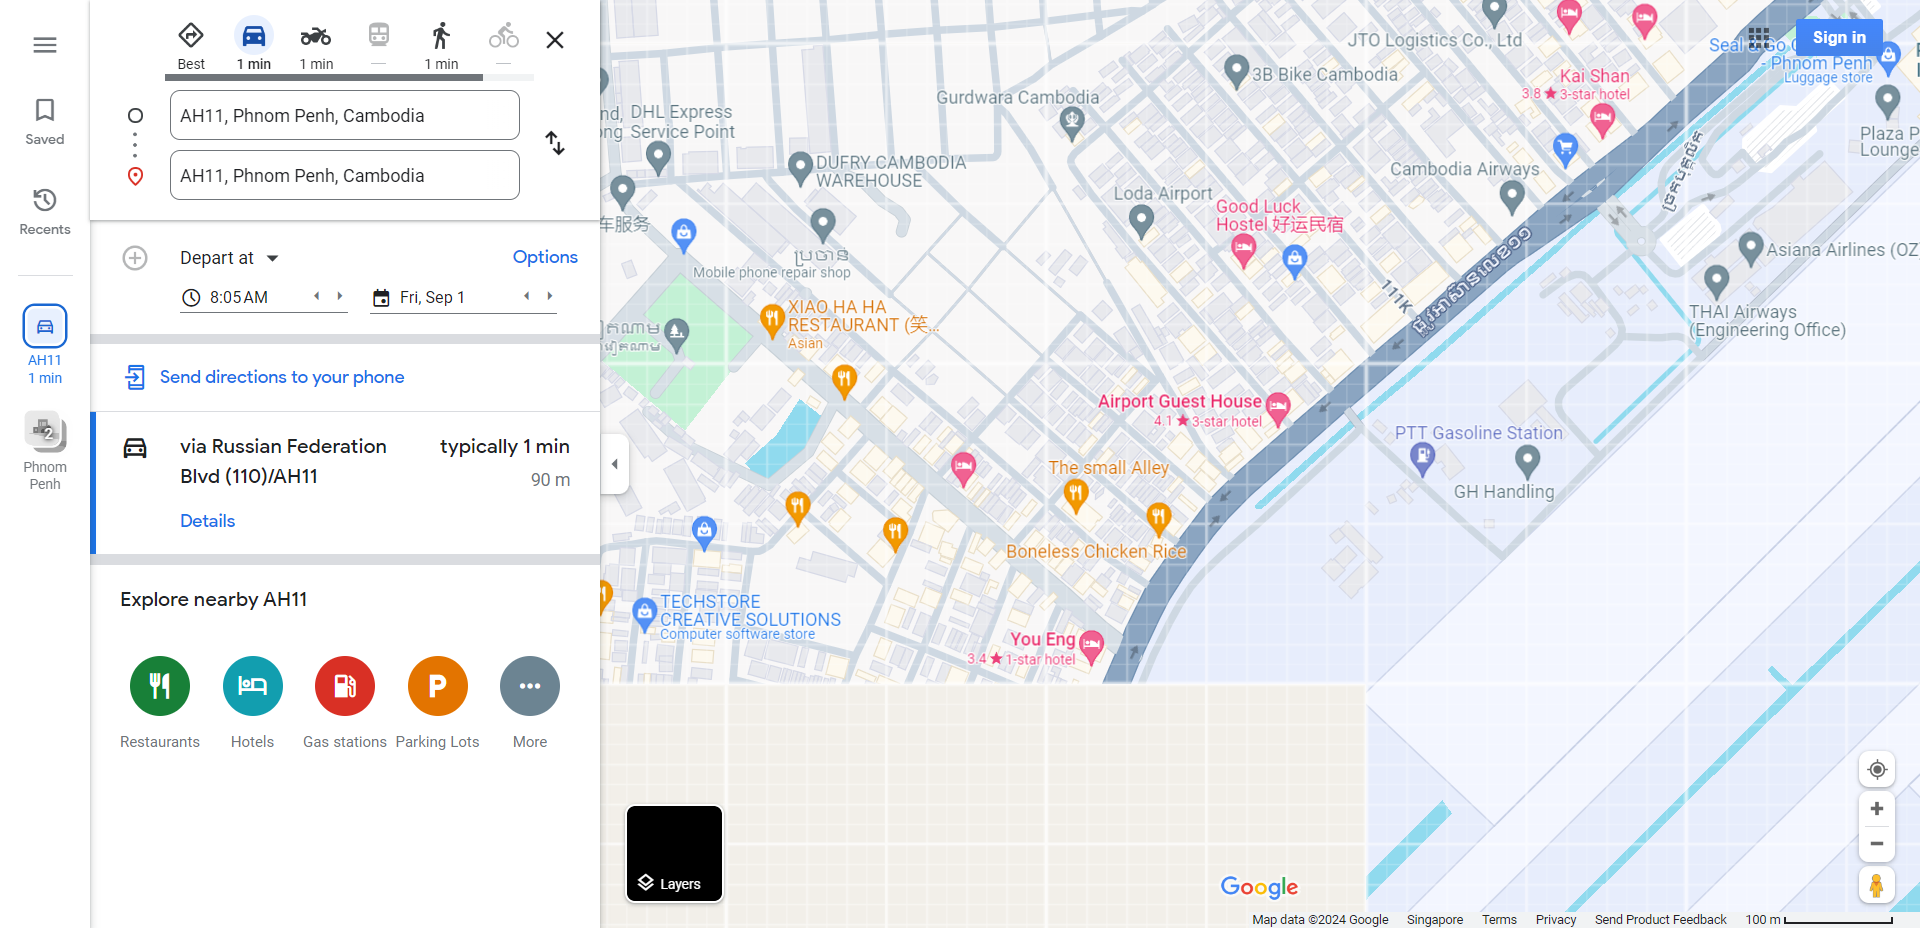 Best
1 min
1 min
—
1 min
—
AH11, Phnom Penh, Cambodia
AH11, Phnom Penh, Cambodia
Depart at
Options
8:05 AM
Fri, Sep 1
Send directions to your phone
via Russian Federation
Blvd (110)/AH11
typically 1 min
90 m
Details
Explore nearby AH11
Restaurants
Hotels
Gas stations
Parking Lots
More
Saved
Recents
AH11
1 min
2
Phnom
Penh
JTO Logistics Co., Ltd
3B Bike Cambodia
Kai Shan
3.8 ★ 3-star hotel
Seal & Go
- Phnom Penh
Luggage store
Sign in
Gurdwara Cambodia
DHL Express
Service Point
DUFRY CAMBODIA
WAREHOUSE
Plaza P
Lounge
Cambodia Airways
Loda Airport
Good Luck
Hostel 好运民宿
车服务
ប្រចាន់
Mobile phone repair shop
Asiana Airlines (OZ
THAI Airways
(Engineering Office)
111K
XIAO HA HA
RESTAURANT (笑...
Asian
Airport Guest House
4.1 ★ 3-star hotel
PTT Gasoline Station
GH Handling
The small Alley
Boneless Chicken Rice
TECHSTORE
CREATIVE SOLUTIONS
Computer software store
You Eng
3.4 ★ 1-star hotel
Layers
Google
Map data ©2024 Google
Singapore
Terms
Privacy
Send Product Feedback
100 m